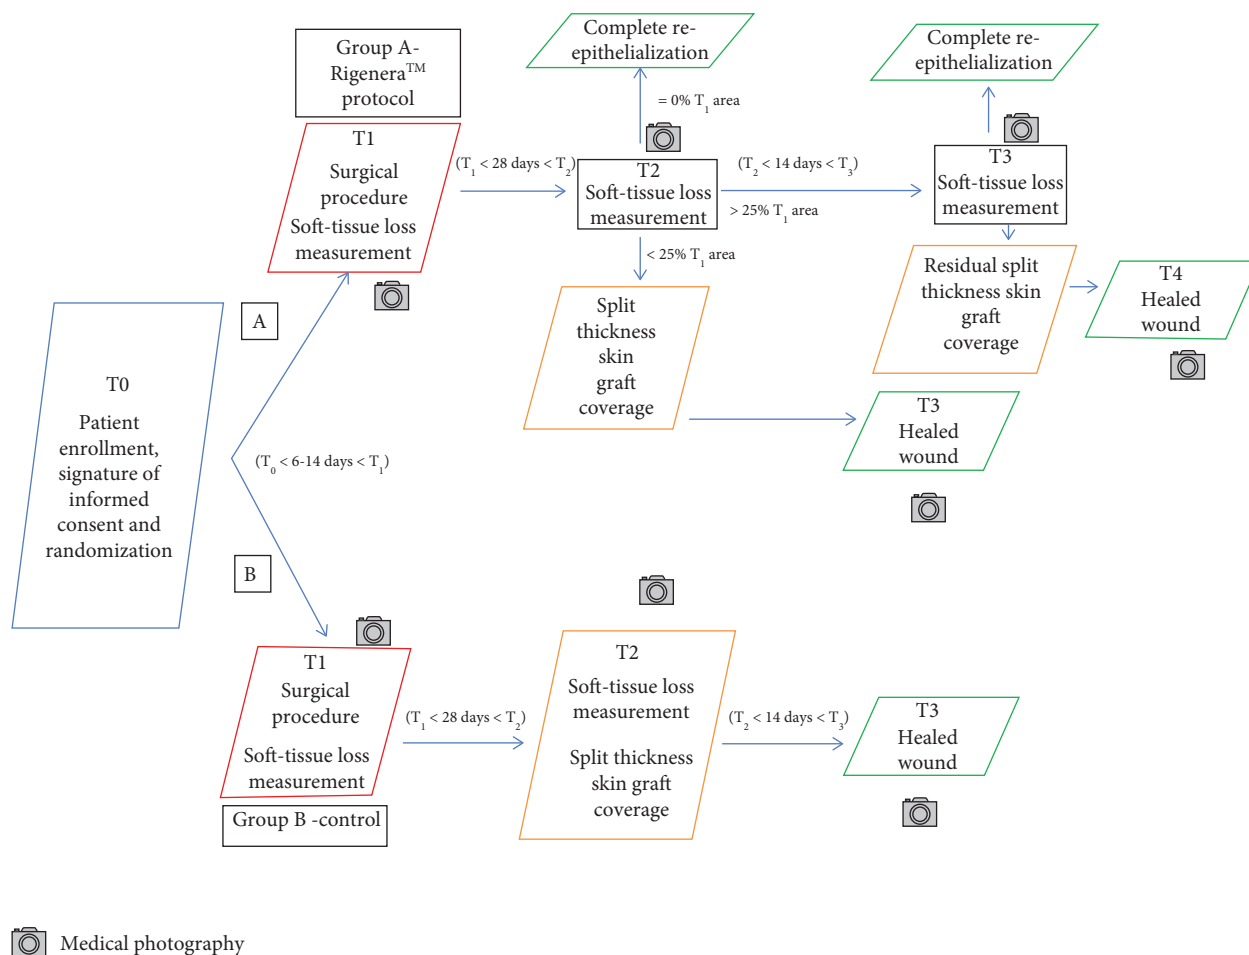 Group A-
Rigenera™
protocol
T1
Surgical
procedure
Soft-tissue loss
measurement
A
T0
Patient
enrollment,
signature of
informed
consent and
randomization
(T0 < 6-14 days < T1)
B
T1
Surgical
procedure
Soft-tissue loss
measurement
Group B -control
(T1 < 28 days < T2)
Complete re-
epithelialization
= 0% T1 area
T2
Soft-tissue loss
measurement
< 25% T1 area
Split
thickness
skin
graft
coverage
(T2 < 14 days < T3)
> 25% T1 area
Complete re-
epithelialization
T3
Soft-tissue loss
measurement
Residual split
thickness skin
graft
coverage
T4
Healed
wound
T3
Healed
wound
(T1 < 28 days < T2)
T2
Soft-tissue loss
measurement
Split thickness
skin graft
coverage
(T2 < 14 days < T3)
T3
Healed
wound
Medical photography